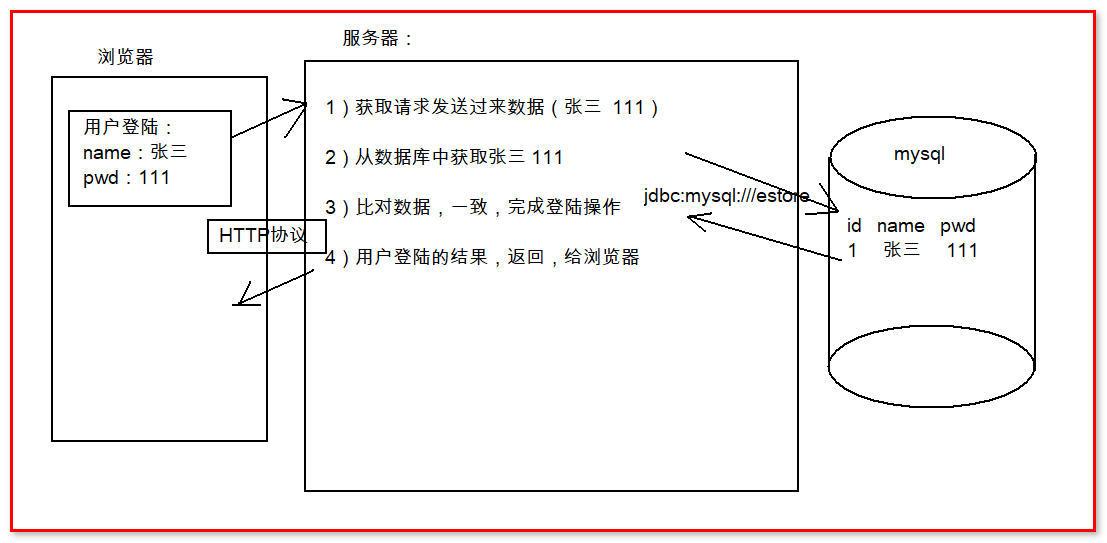 浏览器
用户登陆：
name：张三
pwd：111
HTTP协议
服务器：
1）获取请求发送过来数据（张三 111）
2）从数据库中获取张三 111
3）比对数据，一致，完成登陆操作
4）用户登陆的结果，返回，给浏览器
jdbc:mysql:///estore
mysql
id name pwd
1 张三 111